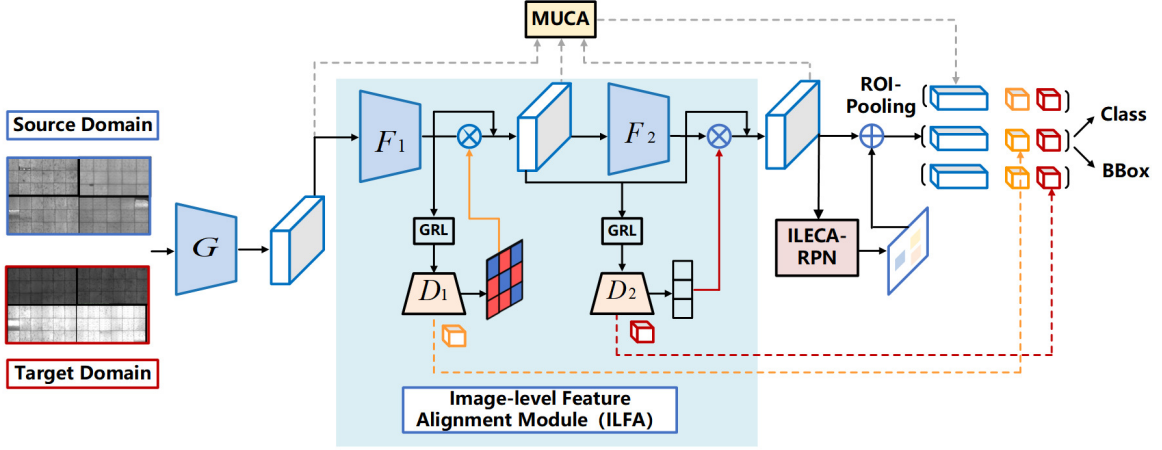 MUCA
Source Domain
G
Target Domain
F1
F2
GRL
GRL
D1
D2
Image-level Feature
Alignment Module（ILFA）
ROI-
Pooling
ILECA-
RPN
Class
BBox